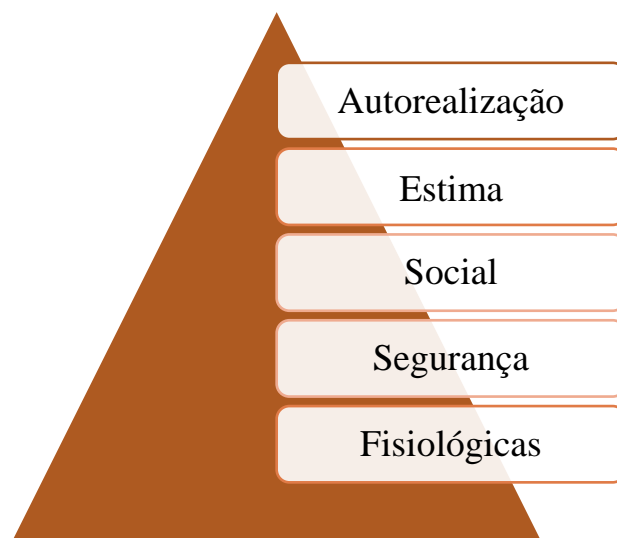 Autorealização
Estima
Social
Segurança
Fisiológicas